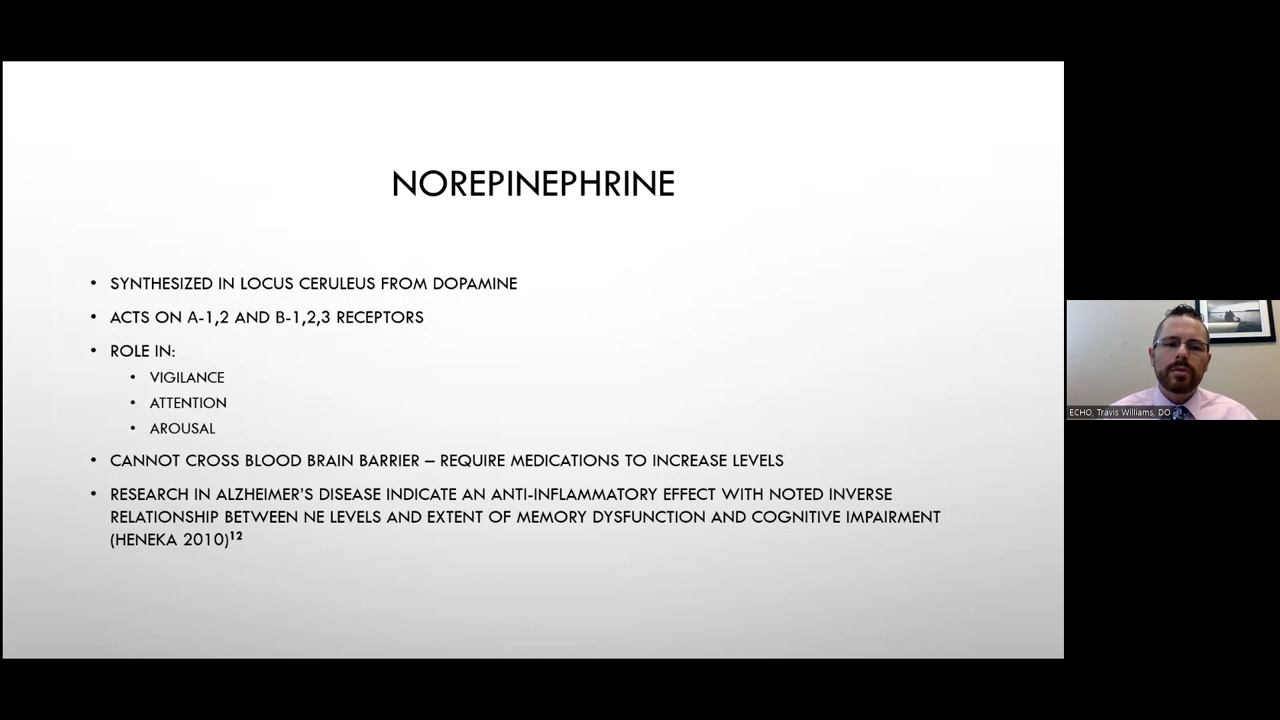 NOREPINEPHRINE
• SYNTHESIZED IN LOCUS CERULEUS FROM DOPAMINE
• ACTS ON Α-1,2 AND Β-1,2,3 RECEPTORS
• ROLE IN:
• VIGILANCE
• ATTENTION
• AROUSAL
• CANNOT CROSS BLOOD BRAIN BARRIER – REQUIRE MEDICATIONS TO INCREASE LEVELS
• RESEARCH IN ALZHEIMER'S DISEASE INDICATE AN ANTI-INFLAMMATORY EFFECT WITH NOTED INVERSE
RELATIONSHIP BETWEEN NE LEVELS AND EXTENT OF MEMORY DYSFUNCTION AND COGNITIVE IMPAIRMENT
(HENEKA 2010)¹²
ECHO, Travis Williams, DO